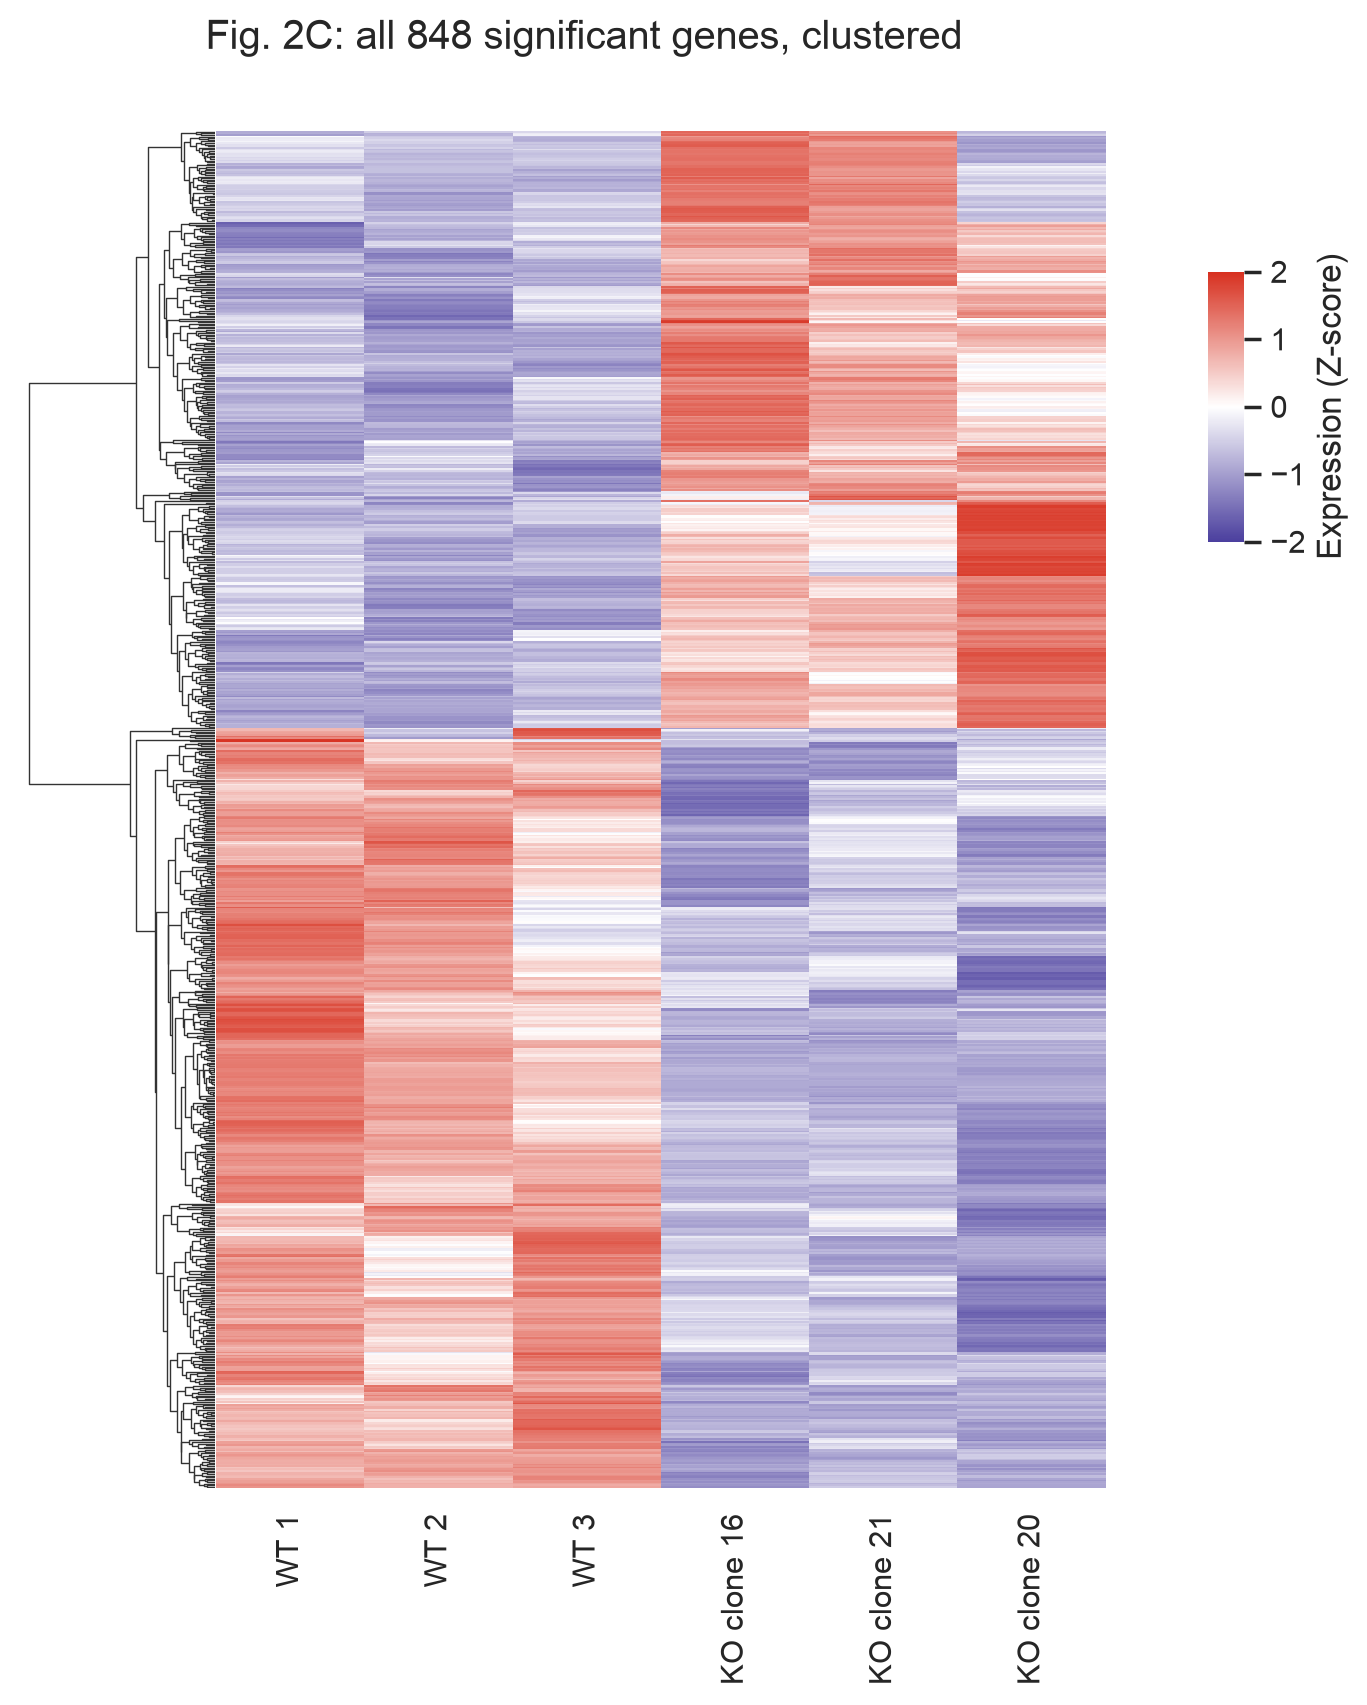 Fig. 2C: all 848 significant genes, clustered
2
1
0
−1
−2
Expression (Z-score)
WT 1
WT 2
WT 3
KO clone 16
KO clone 21
KO clone 20